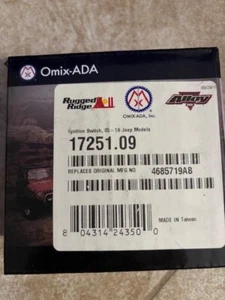 Omix-ADA
Rugged Ridge
OMIX-ADA, Inc.
Alloy
Ignition Switch, 05-14 Jeep Models
17251.09
REPLACES ORIGINAL MFG NO
4685719AB
MADE IN Taiwan
8 04314 24350 0